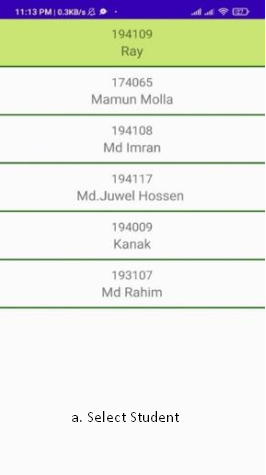 11:13 PM | 0.3KB/s
194109
Ray
174065
Mamun Molla
194108
Md Imran
194117
Md.Juwel Hossen
194009
Kanak
193107
Md Rahim
a. Select Student